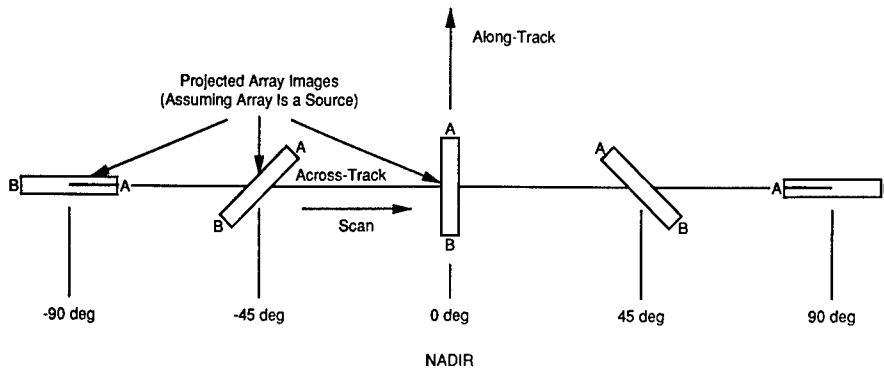 Along-Track
Projected Array Images
(Assuming Array Is a Source)
A
A
A
B
A
Across-Track
A
B
Scan
B
B
-90 deg
-45 deg
0 deg
45 deg
90 deg
NADIR